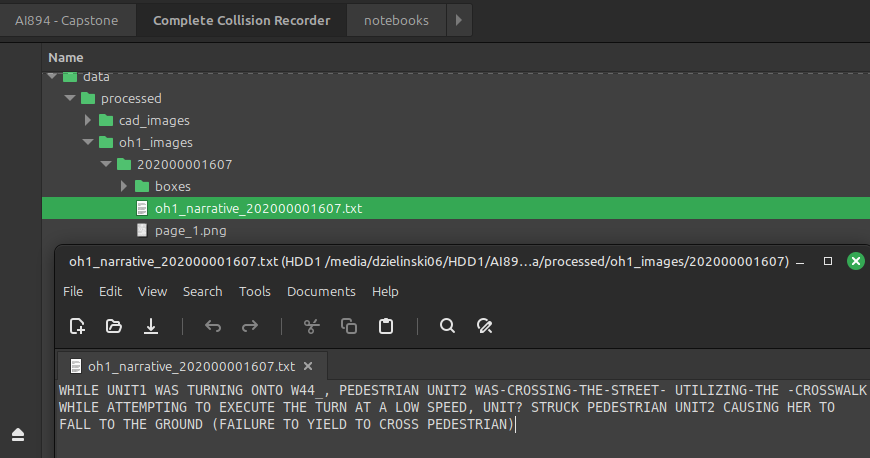 AI894 - Capstone
Complete Collision Recorder
notebooks
Name
data
processed
cad_images
oh1_images
202000001607
boxes
oh1_narrative_202000001607.txt
page_1.png
oh1_narrative_202000001607.txt (HDD1 /media/dzielinski06/HDD1/AI89...a/processed/oh1_images/202000001607)
File Edit View Search Tools Documents Help
oh1_narrative_202000001607.txt
WHILE UNIT1 WAS TURNING ONTO W44_, PEDESTRIAN UNIT2 WAS-CROSSING-THE-STREET- UTILIZING-THE -CROSSWALK
WHILE ATTEMPTING TO EXECUTE THE TURN AT A LOW SPEED, UNIT? STRUCK PEDESTRIAN UNIT2 CAUSING HER TO
FALL TO THE GROUND (FAILURE TO YIELD TO CROSS PEDESTRIAN)